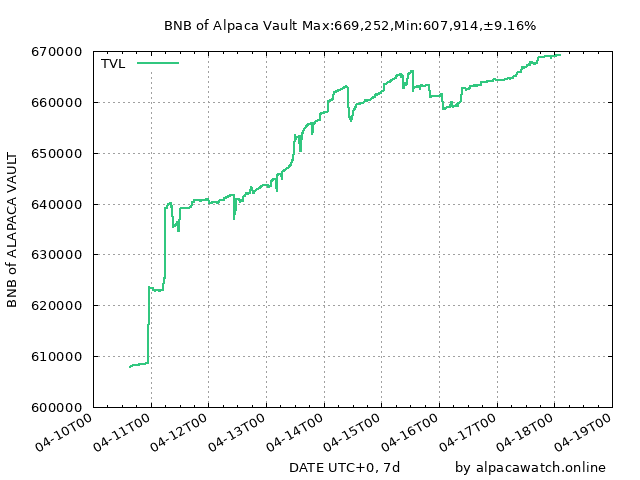 BNB of Alpaca Vault Max:669,252,Min:607,914,±9.16%
TVL
670000
660000
650000
640000
630000
620000
610000
600000
BNB of ALAPACA VAULT
04-10T00
04-11T00
04-12T00
04-13T00
04-14T00
04-15T00
04-16T00
04-17T00
04-18T00
04-19T00
DATE UTC+0, 7d
by alpacawatch.online